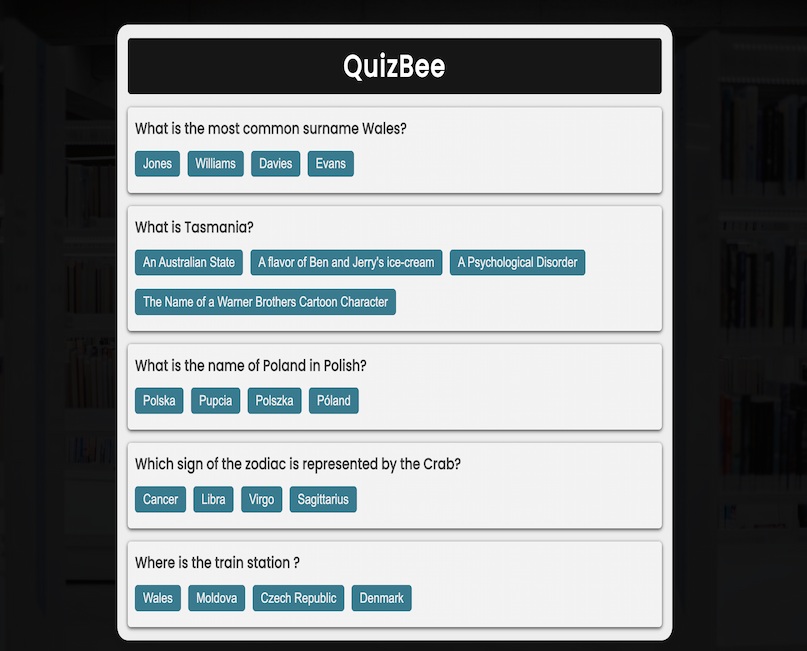 QuizBee
What is the most common surname Wales?
Jones Williams Davies Evans
What is Tasmania?
An Australian State A flavor of Ben and Jerry's ice-cream A Psychological Disorder
The Name of a Warner Brothers Cartoon Character
What is the name of Poland in Polish?
Polska Pupcia Polszka Póland
Which sign of the zodiac is represented by the Crab?
Cancer Libra Virgo Sagittarius
Where is the train station ?
Wales Moldova Czech Republic Denmark